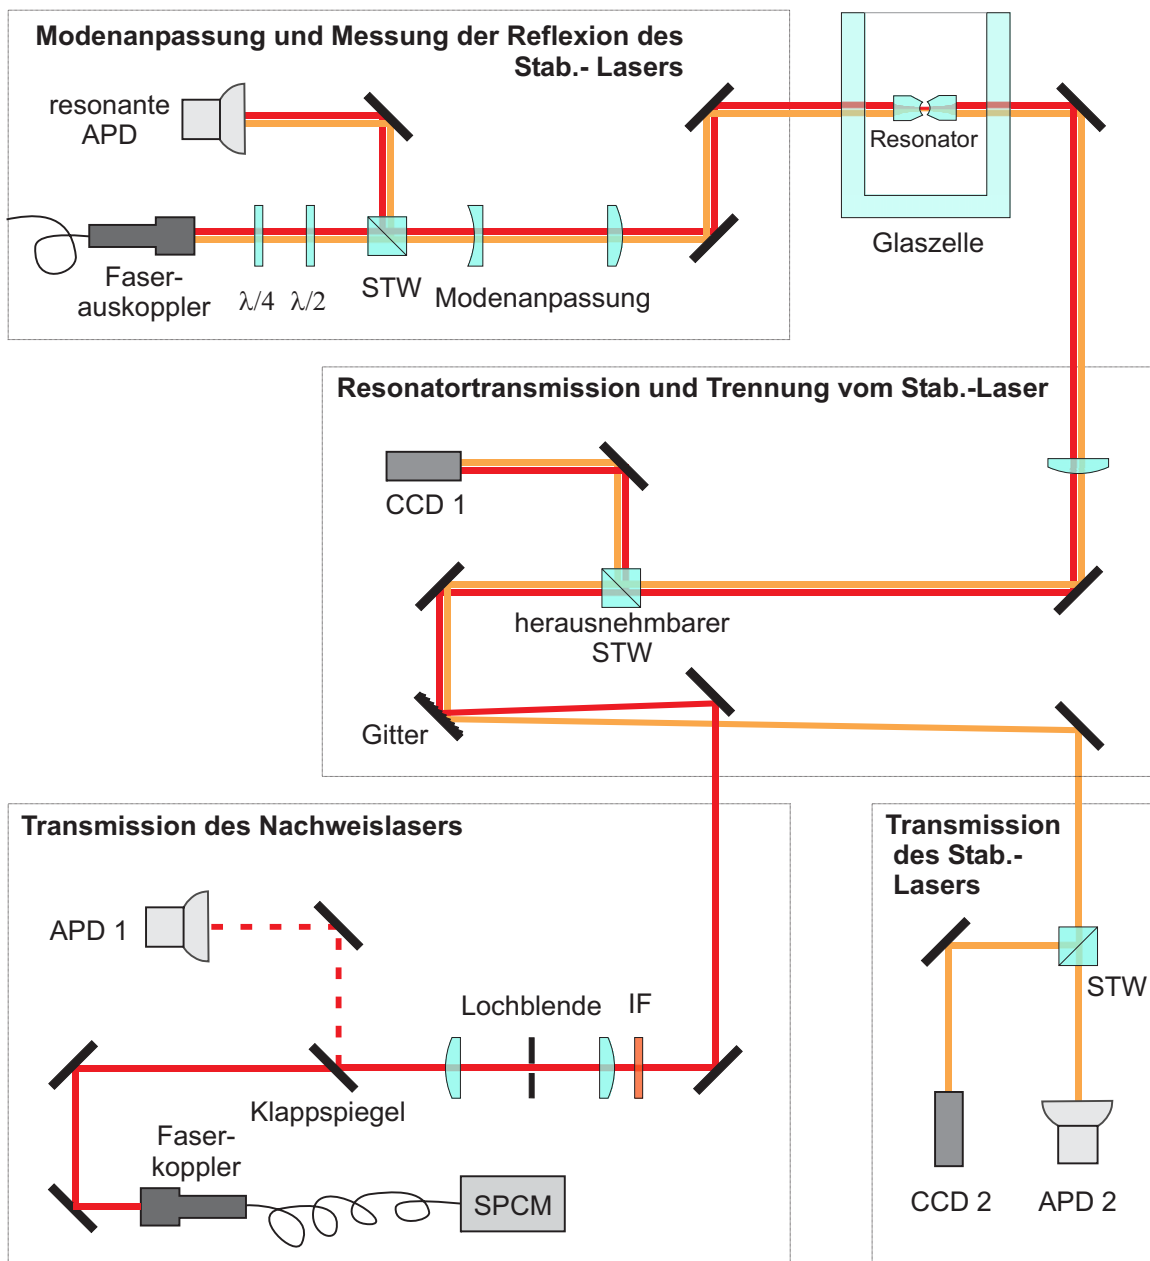 Modenanpassung und Messung der Reflexion des
Stab.- Lasers
resonante
APD
Faser-
auskoppler
λ/4
λ/2
STW
Modenanpassung
Resonator
Glaszelle
Resonatortransmission und Trennung vom Stab.-Laser
CCD 1
herausnehmbarer
STW
Gitter
Transmission des Nachweislasers
APD 1
Lochblende
IF
Klappspiegel
Faser-
koppler
SPCM
Transmission
des Stab.-
Lasers
STW
CCD 2
APD 2